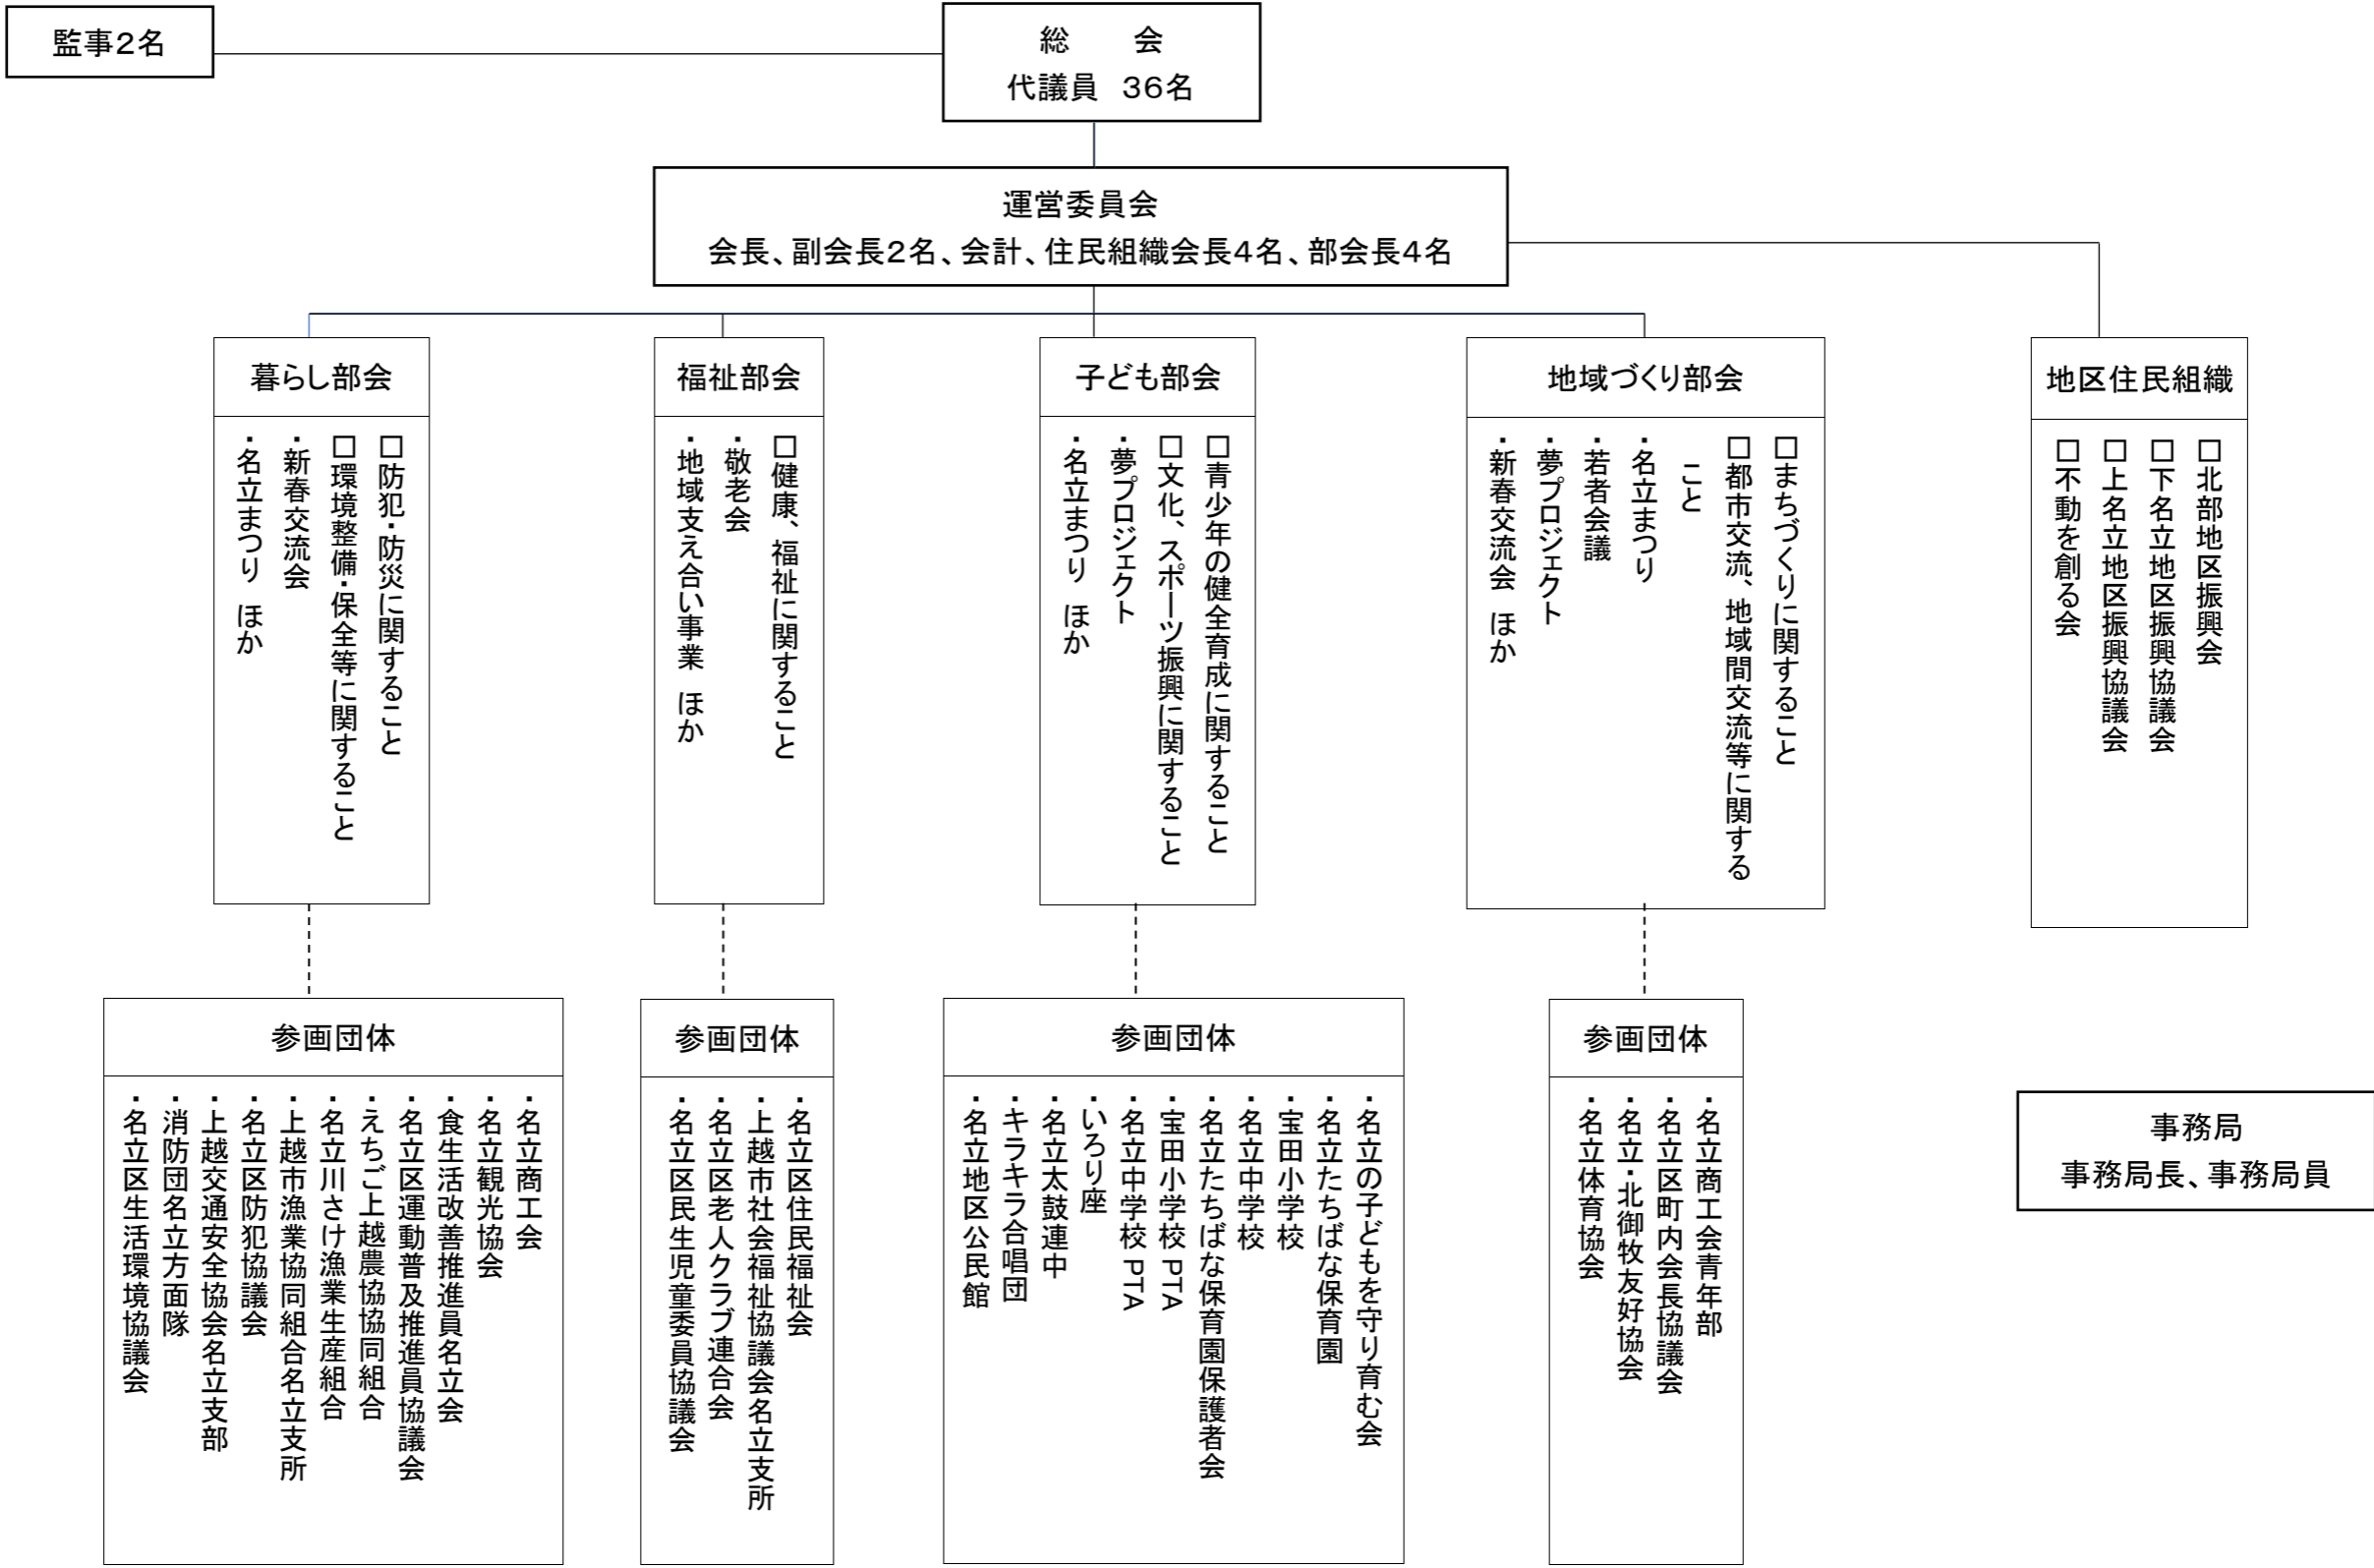 監事２名
総　　会
代議員　３６名
運営委員会
会長、副会長２名、会計、住民組織会長４名、部会長４名
暮らし部会
□防犯・防災に関すること
□環境整備・保全等に関すること
・新春交流会
・名立まつり　ほか
福祉部会
□健康、福祉に関すること
・敬老会
・地域支え合い事業　ほか
子ども部会
□青少年の健全育成に関すること
□文化、スポーツ振興に関すること
・夢プロジェクト
・名立まつり　ほか
地域づくり部会
□まちづくりに関すること
□都市交流、地域間交流等に関する
こと
・名立まつり
・若者会議
・夢プロジェクト
・新春交流会　ほか
地区住民組織
□北部地区振興会
□下名立地区振興協議会
□上名立地区振興協議会
□不動を創る会
参画団体
・名立商工会
・名立観光協会
・食生活改善推進員名立会
・名立区運動普及推進員協議会
・えちご上越農協協同組合
・名立川さけ漁業生産組合
・上越市漁業協同組合名立支所
・名立区防犯協議会
・上越交通安全協会名立支部
・消防団名立方面隊
・名立区生活環境協議会
参画団体
・名立区住民福祉会
・上越市社会福祉協議会名立支所
・名立区老人クラブ連合会
・名立区民生児童委員協議会
参画団体
・名立の子どもを守り育む会
・名立たちばな保育園
・宝田小学校
・名立中学校
・名立たちばな保育園保護者会
・宝田小学校 PTA
・名立中学校 PTA
・いろり座
・名立太鼓連中
・キラキラ合唱団
・名立地区公民館
参画団体
・名立商工会青年部
・名立区町内会長協議会
・名立・北御牧友好協会
・名立体育協会
事務局
事務局長、事務局員